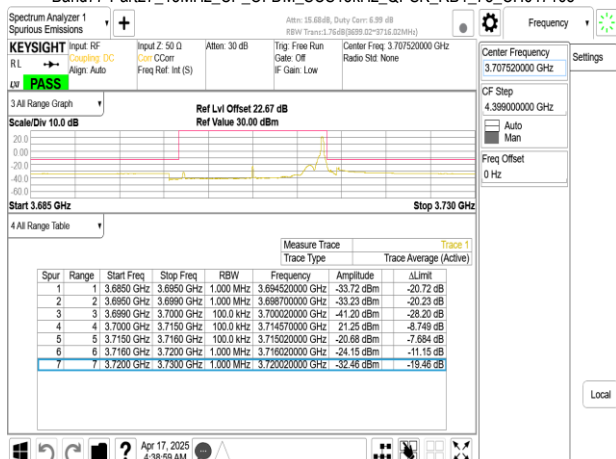 Spectrum Analyzer 1
Spurious Emissions
Attn: 15.68dB, Duty Corr: 6.99 dB
RBW Trans:1.76dB(3699.02~3716.02MHz)
Frequency
KEYSIGHT
Input: RF
Coupling: DC
Align: Auto
Input Z: 50 Ω
Corr CCorr
Freq Ref: Int (S)
Atten: 30 dB
Trig: Free Run
Gate: Off
IF Gain: Low
Center Freq: 3.707520000 GHz
Radio Std: None
RL
LXI
PASS
Center Frequency
3.707520000 GHz
Settings
CF Step
4.399000000 GHz
Auto
Man
Freq Offset
0 Hz
3 All Range Graph
Scale/Div 10.0 dB
Ref Lvl Offset 22.67 dB
Ref Value 30.00 dBm
20.0
0.00
-20.0
-40.0
-60.0
Start 3.685 GHz
Stop 3.730 GHz
4 All Range Table
Measure Trace Trace 1
Trace Type Trace Average (Active)
Spur Range Start Freq Stop Freq RBW Frequency Amplitude ΔLimit
1 1 3.6850 GHz 3.6950 GHz 1.000 MHz 3.694520000 GHz -33.72 dBm -20.72 dB
2 2 3.6950 GHz 3.6990 GHz 1.000 MHz 3.698700000 GHz -33.23 dBm -20.23 dB
3 3 3.6990 GHz 3.7000 GHz 100.0 kHz 3.700020000 GHz -41.20 dBm -28.20 dB
4 4 3.7000 GHz 3.7150 GHz 100.0 kHz 3.714570000 GHz 21.25 dBm -8.749 dB
5 5 3.7150 GHz 3.7160 GHz 100.0 kHz 3.715020000 GHz -20.68 dBm -7.684 dB
6 6 3.7160 GHz 3.7200 GHz 1.000 MHz 3.716020000 GHz -24.15 dBm -11.15 dB
7 7 3.7200 GHz 3.7300 GHz 1.000 MHz 3.720020000 GHz -32.46 dBm -19.46 dB
Local
Apr 17, 2025
4:38:59 AM